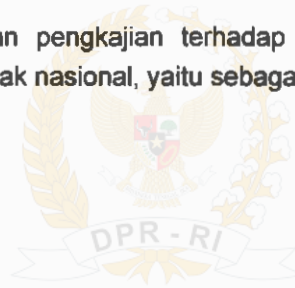 an pengkajian terhadap
ak nasional, yaitu sebaga
DPR - RI